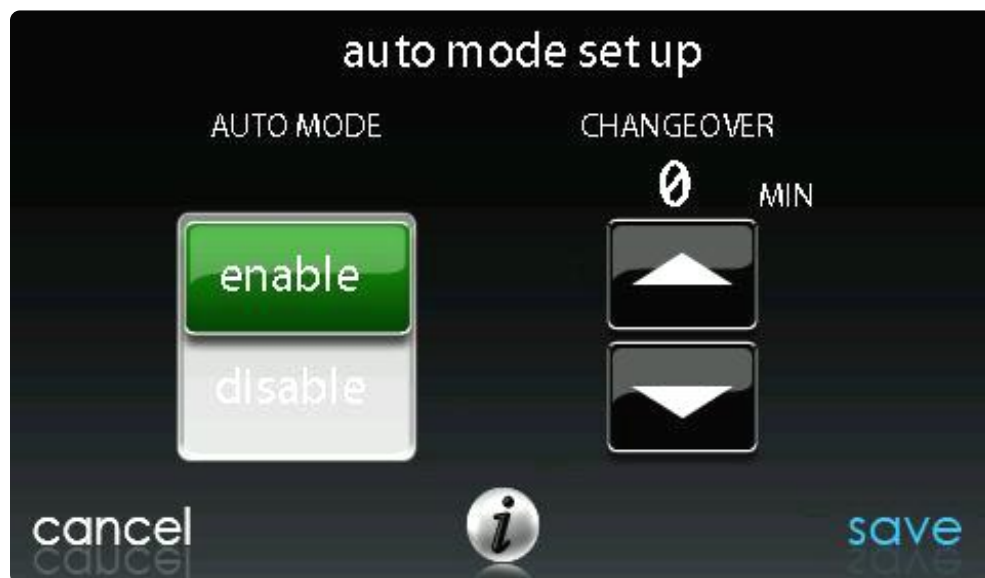 auto mode set up
AUTO MODE
CHANGEOVER
0 MIN
enable
disable
cancel
i
save